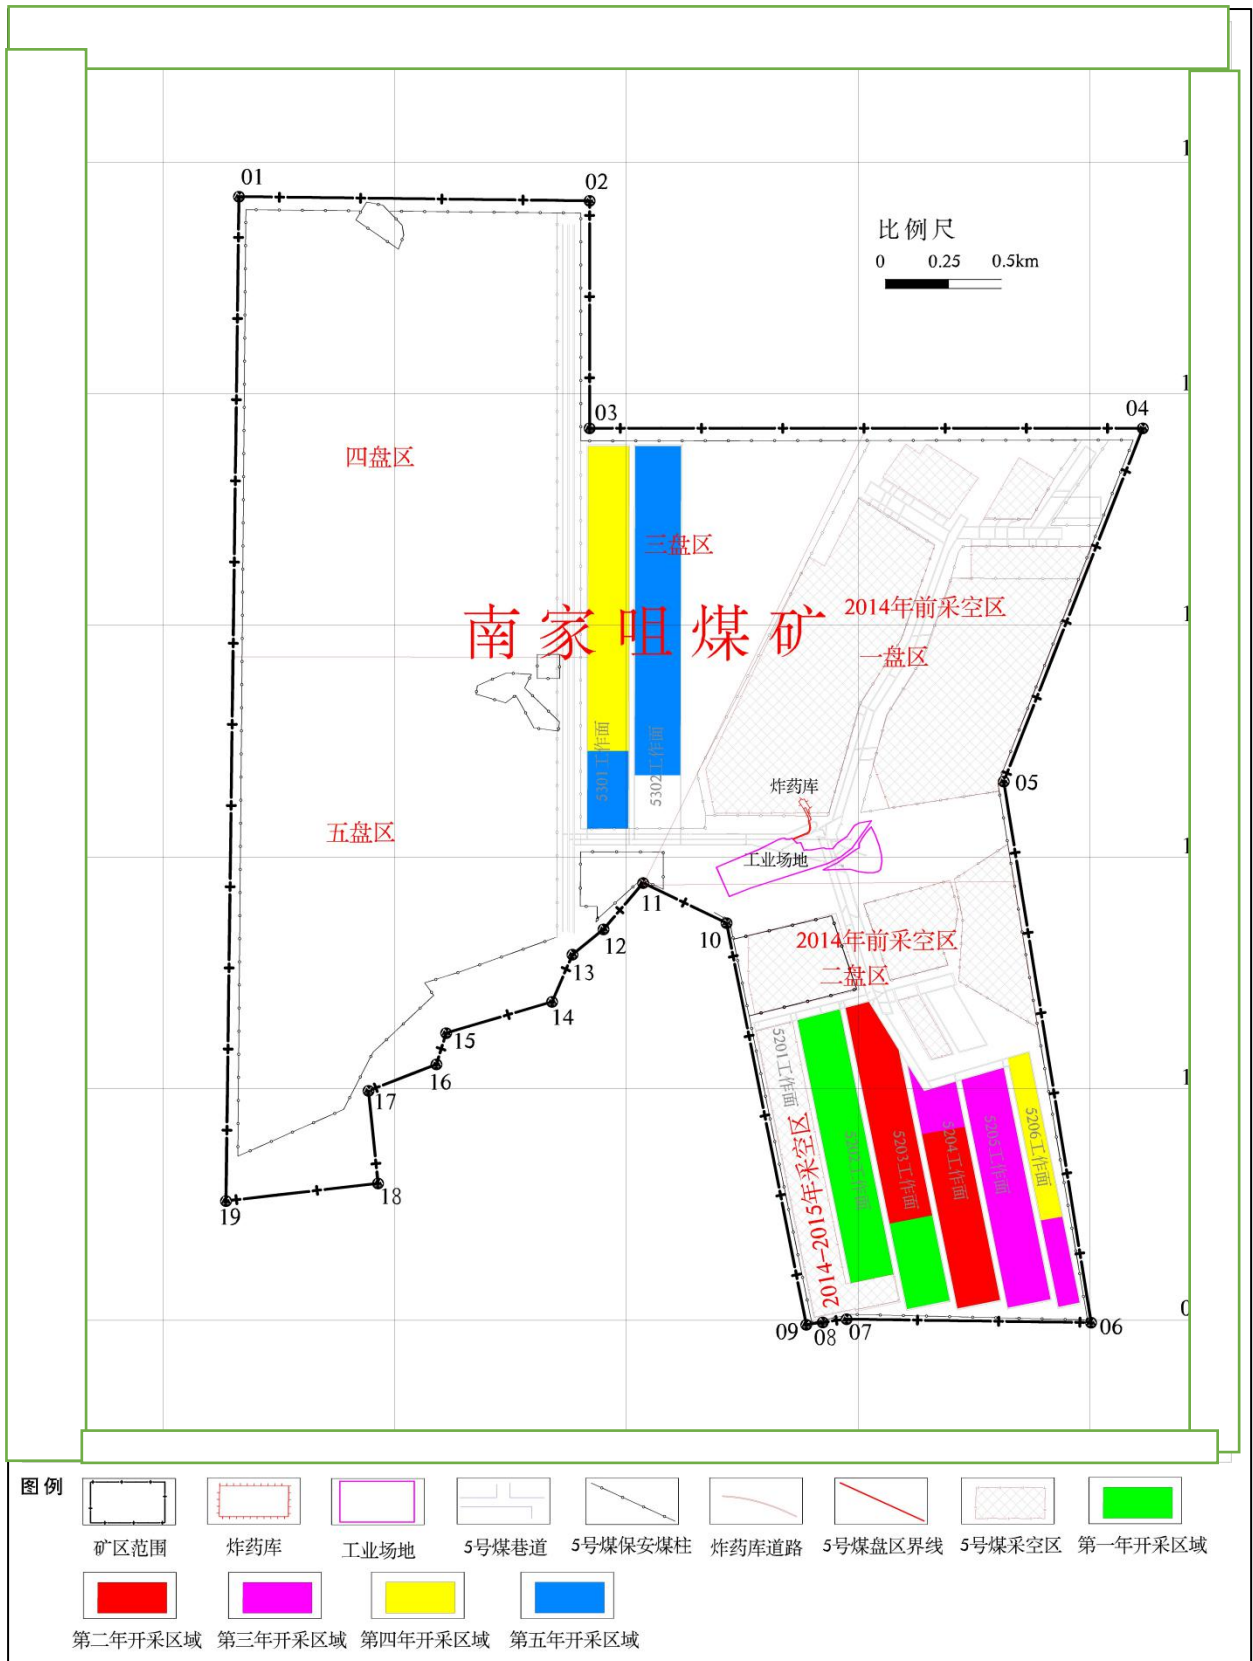 01
02
比例尺
0 0.25 0.5km
03
04
四盘区
三盘区
2014年前采空区
南家咀煤矿
一盘区
5301工作面
5302工作面
炸药库
05
五盘区
工业场地
11
10
12
2014年前采空区
13
二盘区
14
15
5201工作面
16
17
2014-2015年采空区
5202工作面
5203工作面
5204工作面
5205工作面
5206工作面
18
19
09
08
07
06
图例
矿区范围
炸药库
工业场地
5号煤巷道
5号煤保安煤柱
炸药库道路
5号煤盘区界线
5号煤采空区
第一年开采区域
第二年开采区域
第三年开采区域
第四年开采区域
第五年开采区域